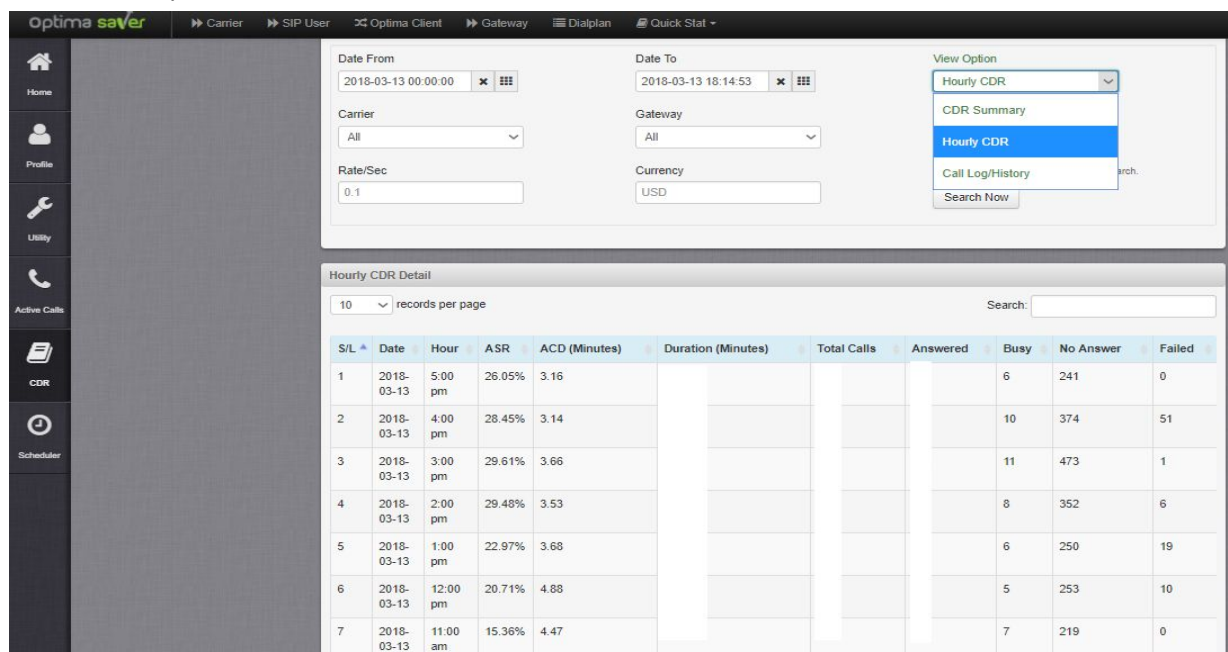 optima saver Carrier SIP User Optima Client Gateway Dialplan Quick Stat
Home
Profile
Utility
Active Calls
CDR
Scheduler
Date From Date To View Option
2018-03-13 00:00:00 2018-03-13 18:14:53 Hourly CDR
CDR Summary
Hourly CDR
Call Log/History
Carrier Gateway
All All
Rate/Sec Currency
0.1 USD
Search Now
Hourly CDR Detail
10 records per page Search:
S/L Date Hour ASR ACD (Minutes) Duration (Minutes) Total Calls Answered Busy No Answer Failed
1 2018- 5:00 26.05% 3.16 6 241 0
03-13 pm
2 2018- 4:00 28.45% 3.14 10 374 51
03-13 pm
3 2018- 3:00 29.61% 3.66 11 473 1
03-13 pm
4 2018- 2:00 29.48% 3.53 8 352 6
03-13 pm
5 2018- 1:00 22.97% 3.68 6 250 19
03-13 pm
6 2018- 12:00 20.71% 4.88 5 253 10
03-13 pm
7 2018- 11:00 15.36% 4.47 7 219 0
03-13 am